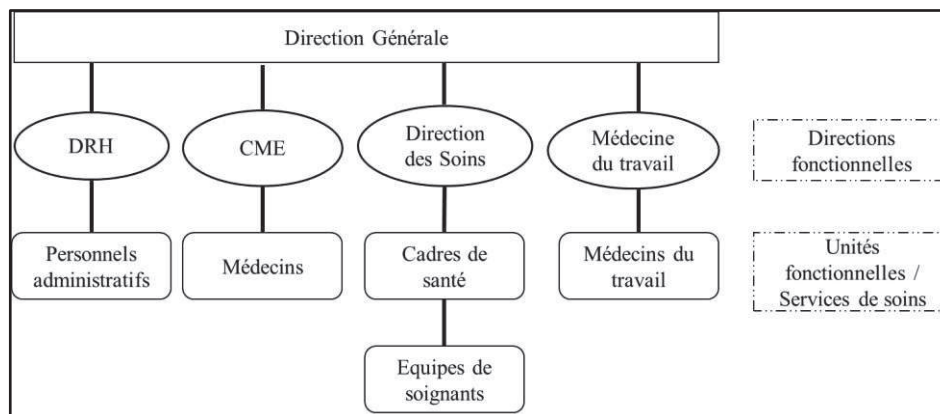 Direction Générale
DRH
CME
Direction
des Soins
Médecine
du travail
Directions
fonctionnelles
Personnels
administratifs
Médecins
Cadres de
santé
Médecins du
travail
Unités
fonctionnelles /
Services de soins
Equipes de
soignants